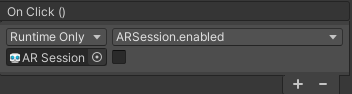 On Click ()
Runtime Only ARSession.enabled
AR Session
+ −